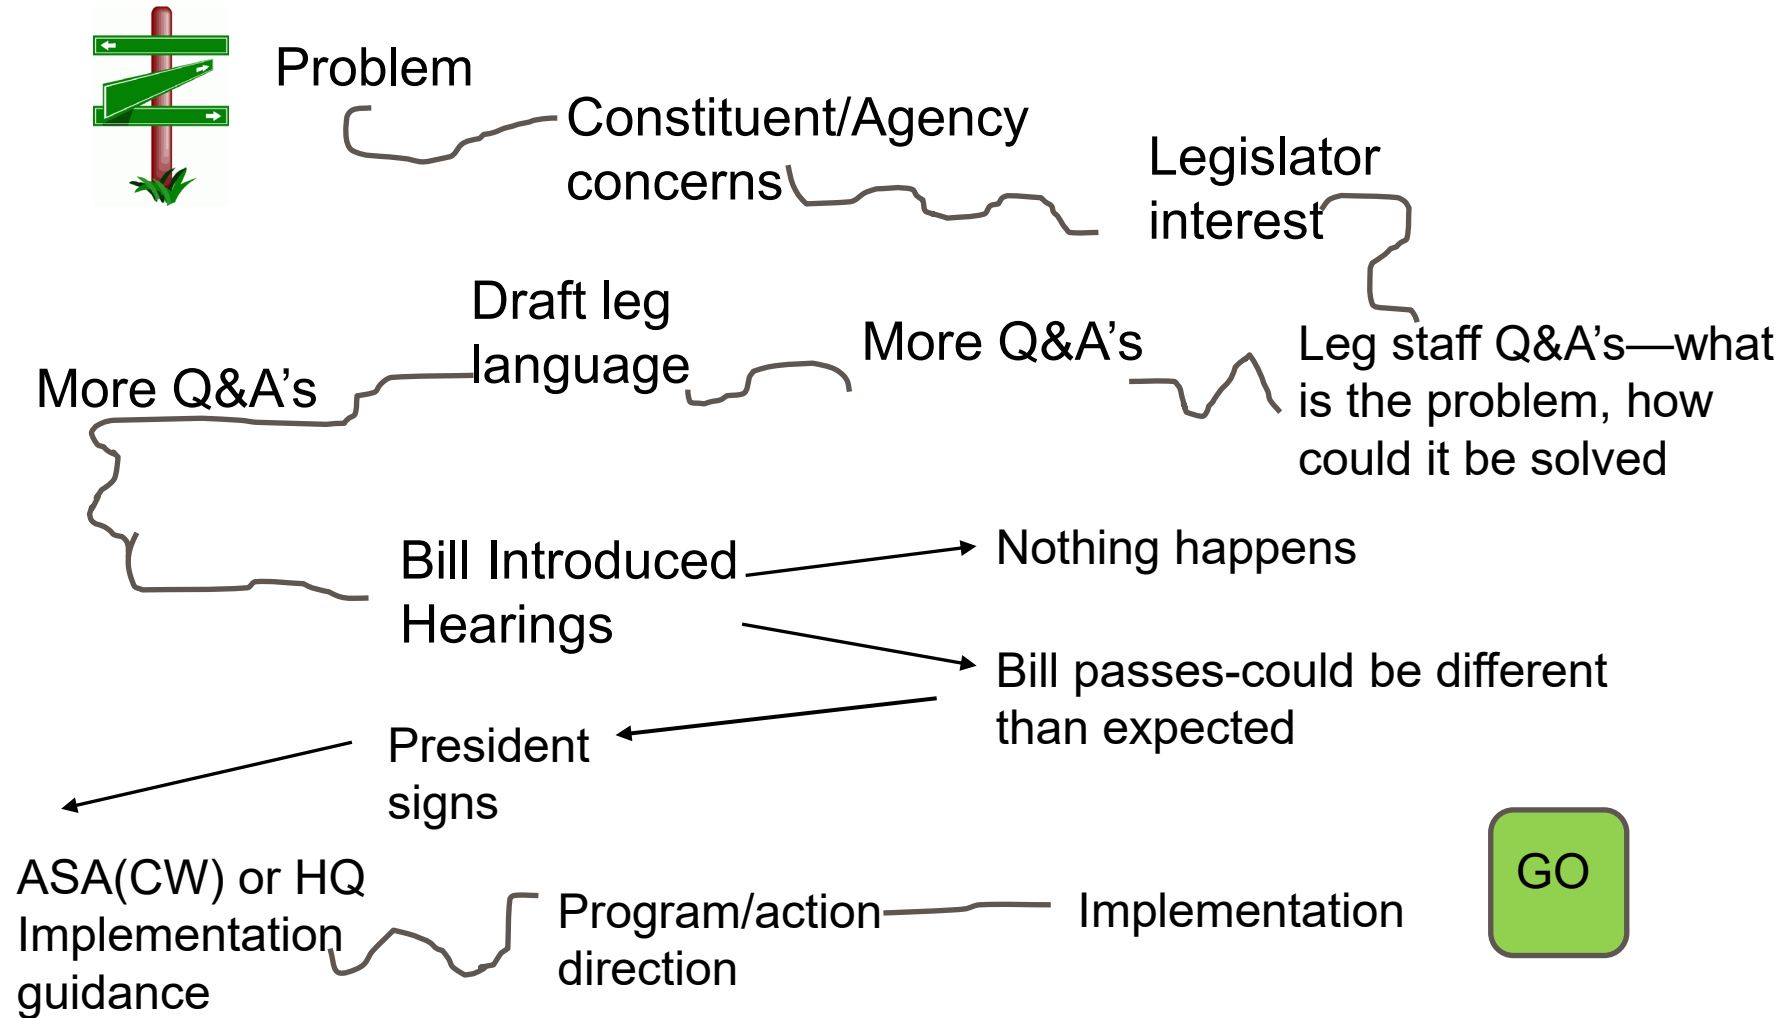 Problem
Constituent/Agency
concerns
Legislator
interest
Leg staff Q&A’s—what
is the problem, how
could it be solved
More Q&A’s
Draft leg
language
More Q&A’s
Bill Introduced
Hearings
Nothing happens
Bill passes-could be different
than expected
President
signs
ASA(CW) or HQ
Implementation
guidance
Program/action
direction
Implementation
GO